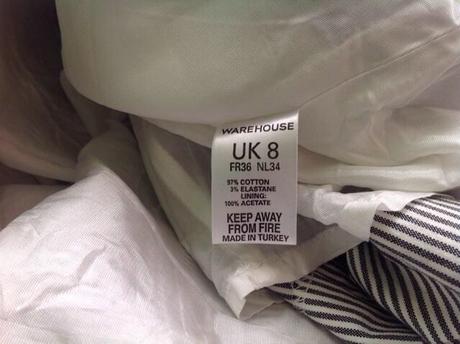 WAREHOUSE
UK 8
FR36 NL34
97% COTTON
3% ELASTANE
LINING:
100% ACETATE
KEEP AWAY
FROM FIRE
MADE IN TURKEY